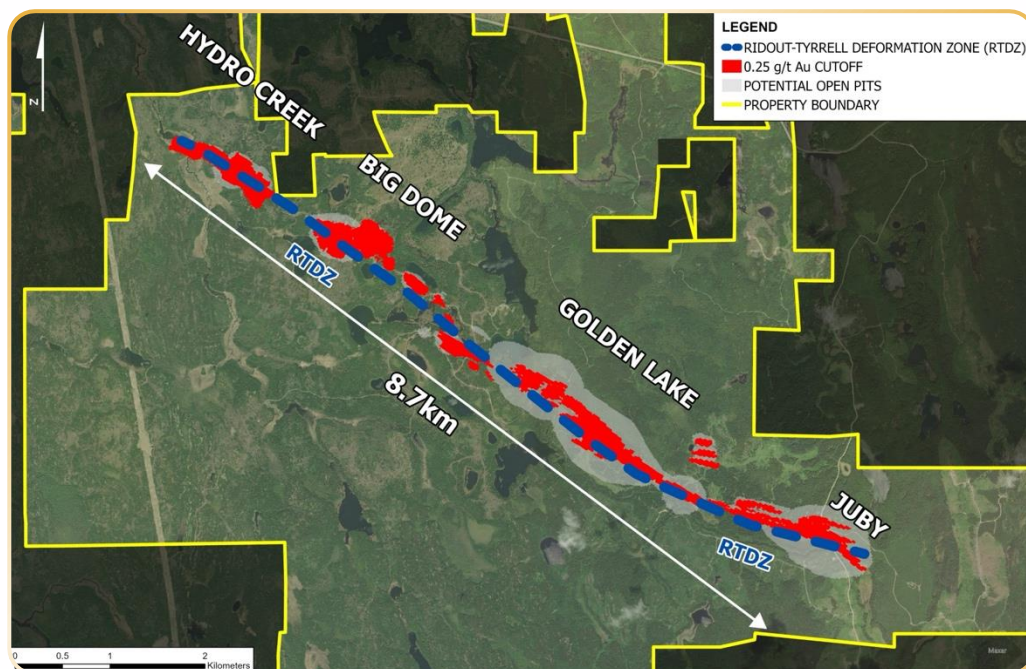 LEGEND
RIDOUT-TYRRELL DEFORMATION ZONE (RTDZ)
0.25 g/t Au CUTOFF
POTENTIAL OPEN PITS
PROPERTY BOUNDARY
N
HYDRO CREEK
BIG DOME
RTDZ
GOLDEN LAKE
8.7km
JUBY
RTDZ
0 0.5 1 2
Kilometers
Maxar